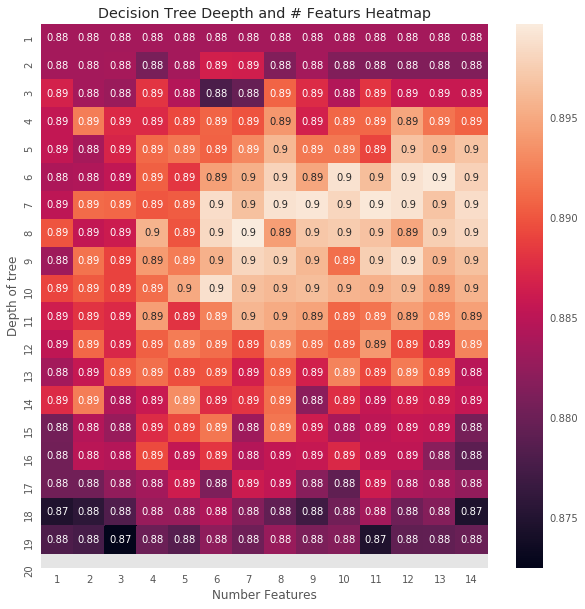 Decision Tree Deepth and # Featurs Heatmap
Depth of tree
1 0.88 0.88 0.88 0.88 0.88 0.88 0.88 0.88 0.88 0.88 0.88 0.88 0.88 0.88
2 0.88 0.88 0.88 0.88 0.88 0.89 0.89 0.88 0.88 0.88 0.88 0.88 0.88 0.88
3 0.89 0.88 0.88 0.89 0.88 0.88 0.88 0.89 0.89 0.88 0.89 0.89 0.89 0.89
4 0.89 0.89 0.89 0.89 0.89 0.89 0.89 0.89 0.89 0.89 0.89 0.89 0.89 0.89
5 0.89 0.88 0.89 0.89 0.89 0.89 0.89 0.9 0.89 0.89 0.89 0.9 0.9 0.9
6 0.88 0.88 0.89 0.89 0.89 0.89 0.9 0.9 0.89 0.9 0.9 0.9 0.9 0.9
7 0.89 0.89 0.89 0.89 0.89 0.9 0.9 0.9 0.9 0.9 0.9 0.9 0.9 0.9
8 0.89 0.89 0.89 0.9 0.89 0.9 0.9 0.89 0.9 0.9 0.9 0.89 0.9 0.9
9 0.88 0.89 0.89 0.89 0.89 0.9 0.9 0.9 0.9 0.89 0.9 0.9 0.9 0.9
10 0.89 0.89 0.89 0.89 0.9 0.9 0.9 0.9 0.9 0.9 0.9 0.9 0.89 0.9
11 0.89 0.89 0.89 0.89 0.89 0.89 0.9 0.9 0.89 0.89 0.89 0.89 0.89 0.89
12 0.89 0.89 0.89 0.89 0.89 0.89 0.89 0.89 0.89 0.89 0.89 0.89 0.89 0.89
13 0.88 0.89 0.89 0.89 0.89 0.89 0.89 0.89 0.89 0.89 0.89 0.89 0.89 0.88
14 0.89 0.89 0.88 0.89 0.89 0.89 0.89 0.89 0.88 0.89 0.89 0.89 0.89 0.89
15 0.88 0.88 0.88 0.89 0.89 0.89 0.88 0.89 0.89 0.88 0.89 0.89 0.89 0.88
16 0.88 0.88 0.88 0.89 0.89 0.89 0.88 0.89 0.89 0.89 0.89 0.89 0.88 0.88
17 0.88 0.88 0.88 0.88 0.89 0.88 0.89 0.89 0.88 0.88 0.89 0.88 0.88 0.88
18 0.87 0.88 0.88 0.88 0.88 0.88 0.88 0.88 0.88 0.88 0.88 0.88 0.88 0.87
19 0.88 0.88 0.87 0.88 0.88 0.88 0.88 0.88 0.88 0.88 0.87 0.88 0.88 0.88
20
1 2 3 4 5 6 7 8 9 10 11 12 13 14
Number Features
0.895
0.890
0.885
0.880
0.875